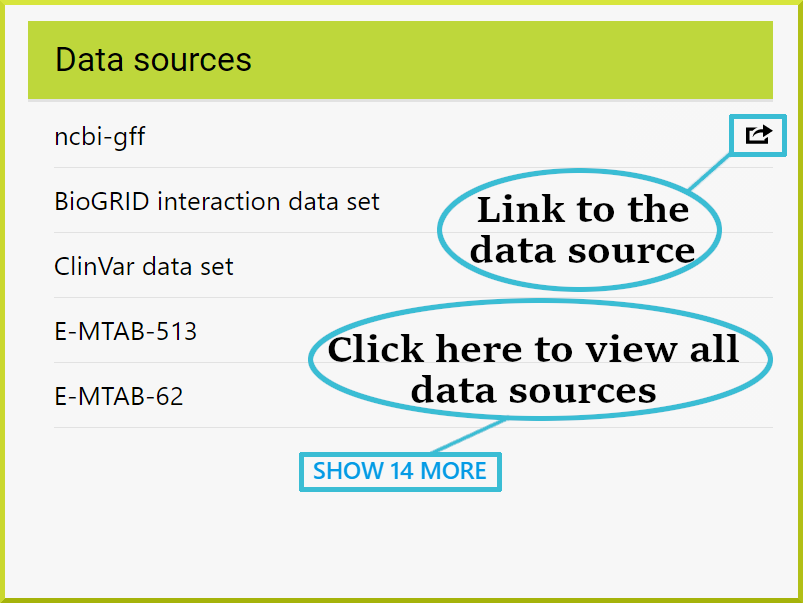 Data sources
ncbi-gff
BioGRID interaction data set
Link to the
data source
ClinVar data set
E-MTAB-513
Click here to view all
data sources
E-MTAB-62
SHOW 14 MORE